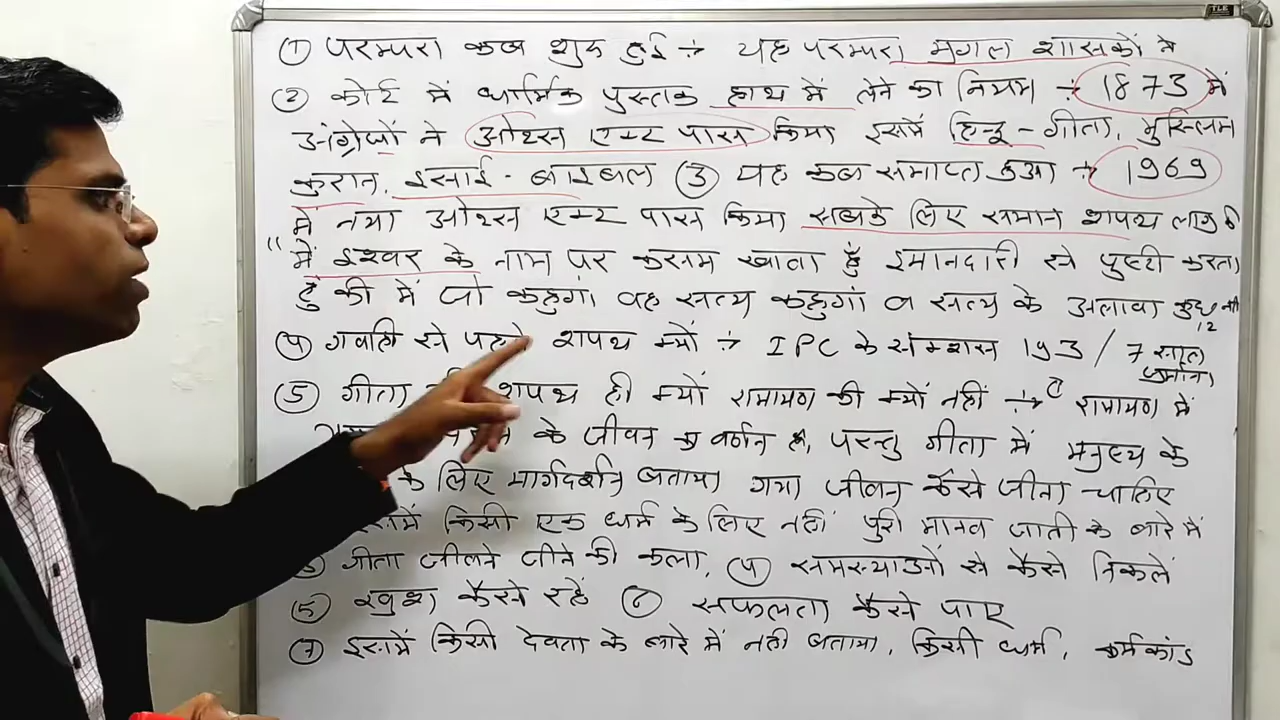 TLE
① परम्परा कब शुरू हुई → यह परम्परा मुगल शासकों ने
② कोर्ट में धार्मिक पुस्तक हाथ में लेने का नियम → 1873 में
अंग्रेजों ने ओथ्स एक्ट पास किया इसमें हिन्दू - गीता, मुस्लिम
कुरान, इसाई - बाइबल ③ यह कब समाप्त हुआ → 1969
में नया ओथ्स एक्ट पास किया सबके लिए समान शपथ लागु की
"में इश्वर के नाम पर कसम खाता हूँ इमानदारी से पुष्टी करता
हुं की में जो कहुगां वह सत्य कहुगां व सत्य के अलावा कुछ नहीं
④ गवाही से पहले शपथ क्यों → IPC के सेक्शन 193 / 7 साल
जुर्माना
⑤ गीता की शपथ ही क्यों रामायण की क्यों नहीं → रामायण में
के जीवन का वर्णन है, परन्तु गीता में मनुष्य के
के लिए मार्गदर्शन बताया गया जीवन कैसे जीना चाहिए
इसमें किसी एक धर्म के लिए नहीं पुरी मानव जाती के बारे में
गीता जीवन जीने की कला, ④ समस्याओं से कैसे निकलें
⑤ खुश कैसे रहें ⑥ सफलता कैसे पाए
⑦ इसमें किसी देवता के बारे में नही बताया, किसी धर्म, कर्मकांड